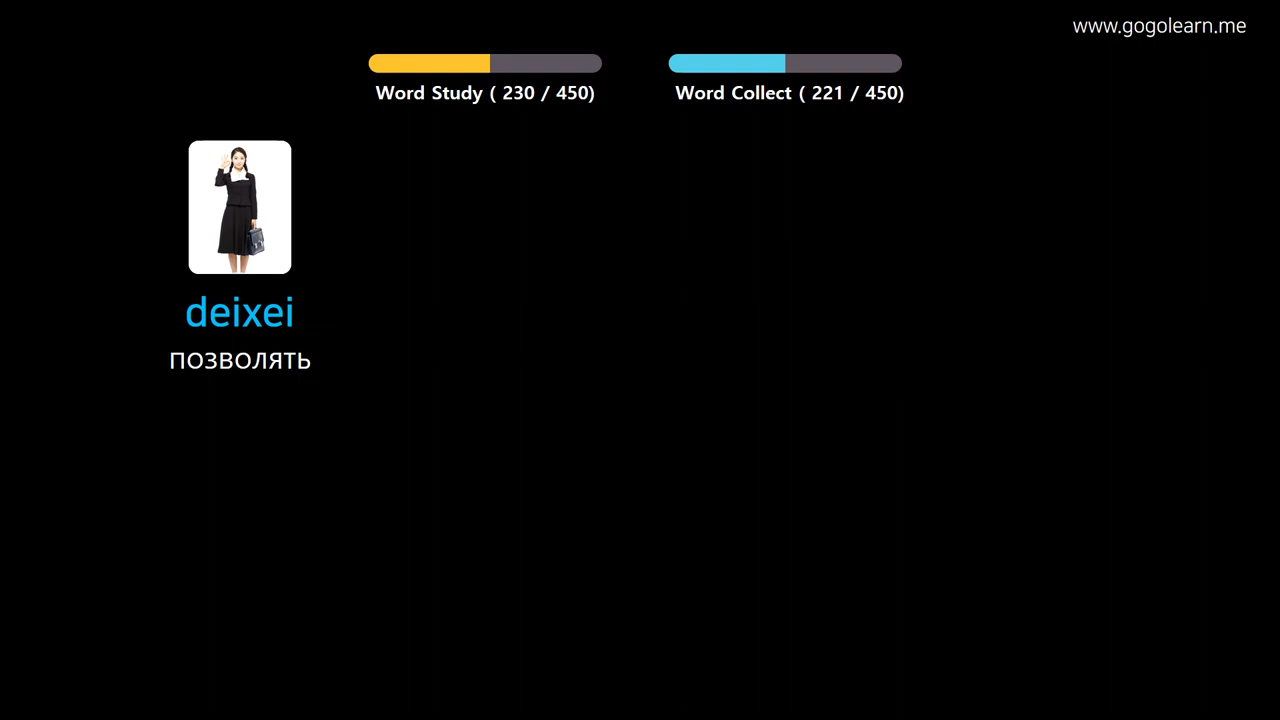 www.gogolearn.me
Word Study ( 230 / 450)
Word Collect ( 221 / 450)
deixei
позволять